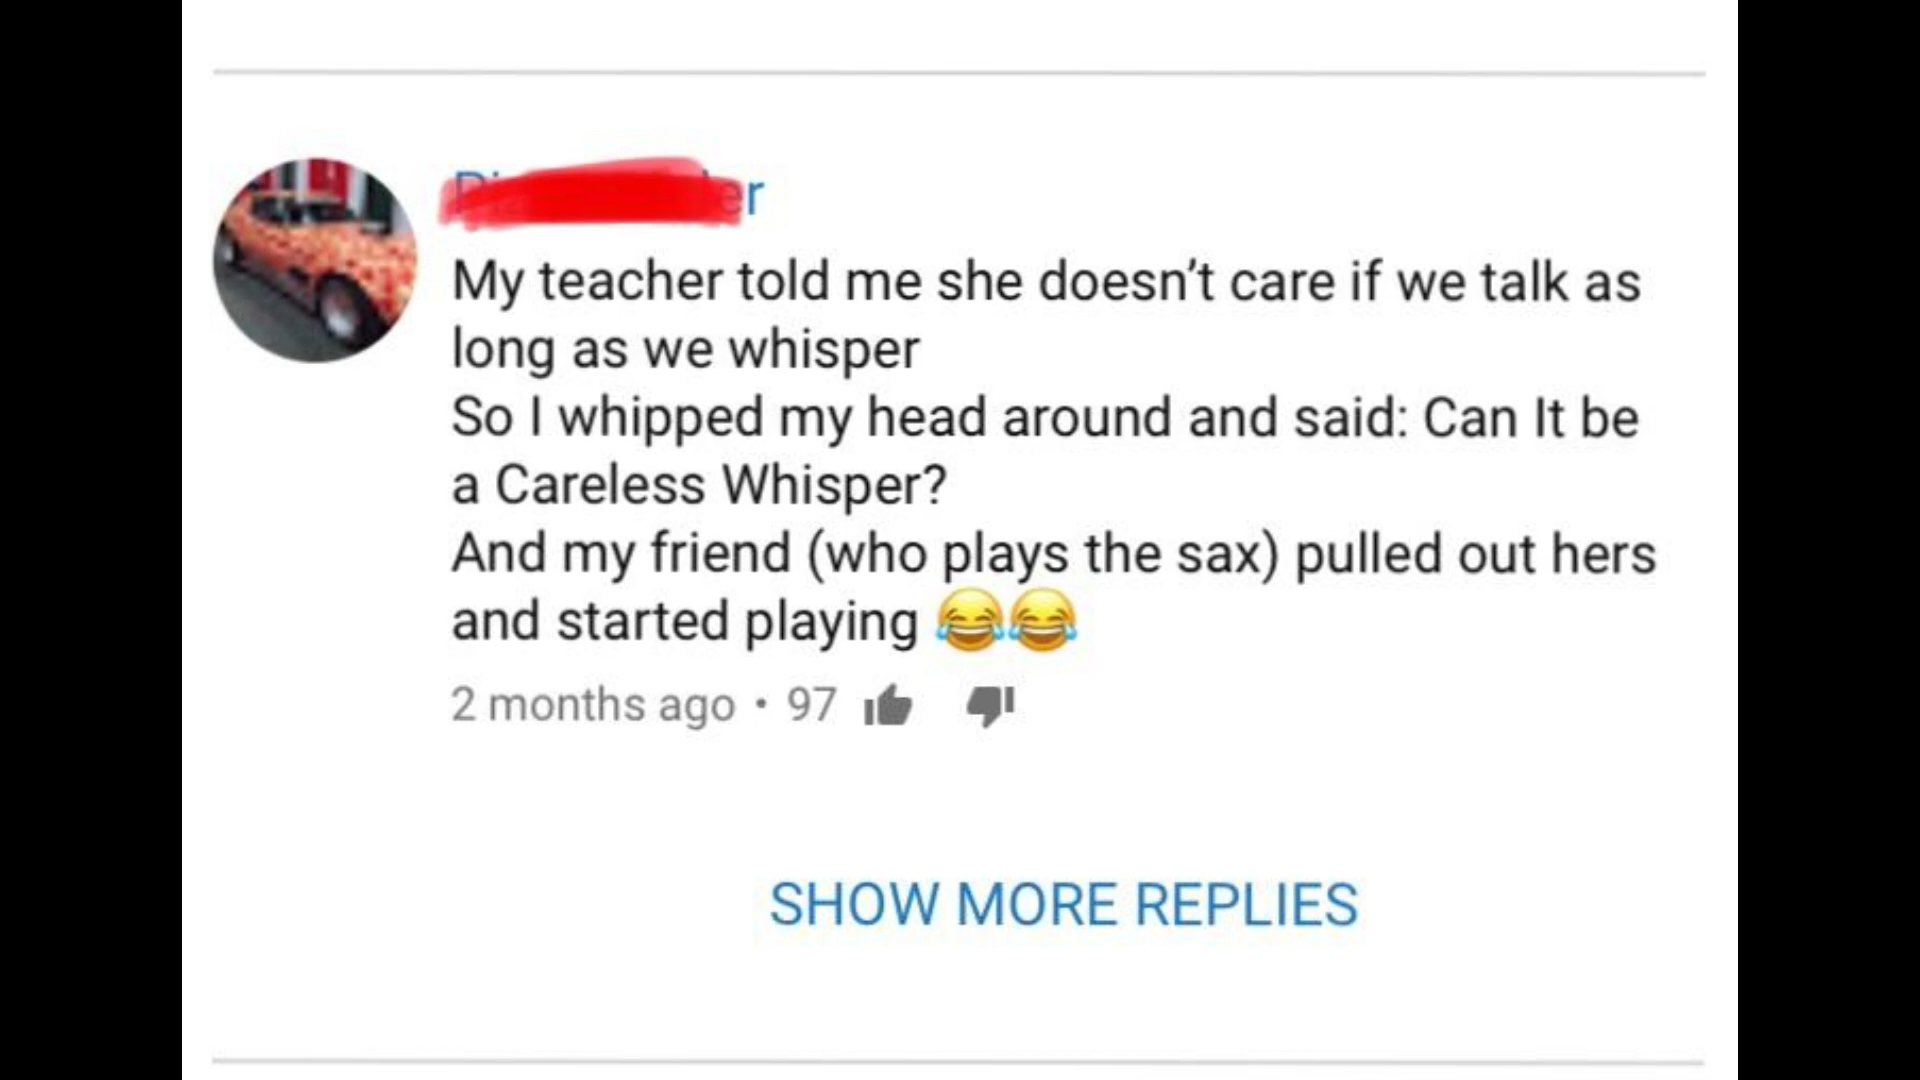 My teacher told me she doesn’t care if we talk as
long as we whisper
So I whipped my head around and said: Can It be
a Careless Whisper?
And my friend (who plays the sax) pulled out hers
and started playing 😂😂
2 months ago • 97
SHOW MORE REPLIES